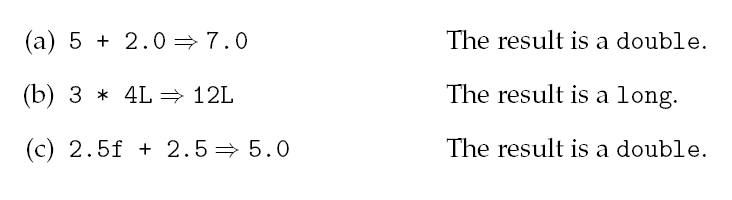 (a) 5 + 2.0 ⇒ 7.0 The result is a double.
(b) 3 * 4L ⇒ 12L The result is a long.
(c) 2.5f + 2.5 ⇒ 5.0 The result is a double.